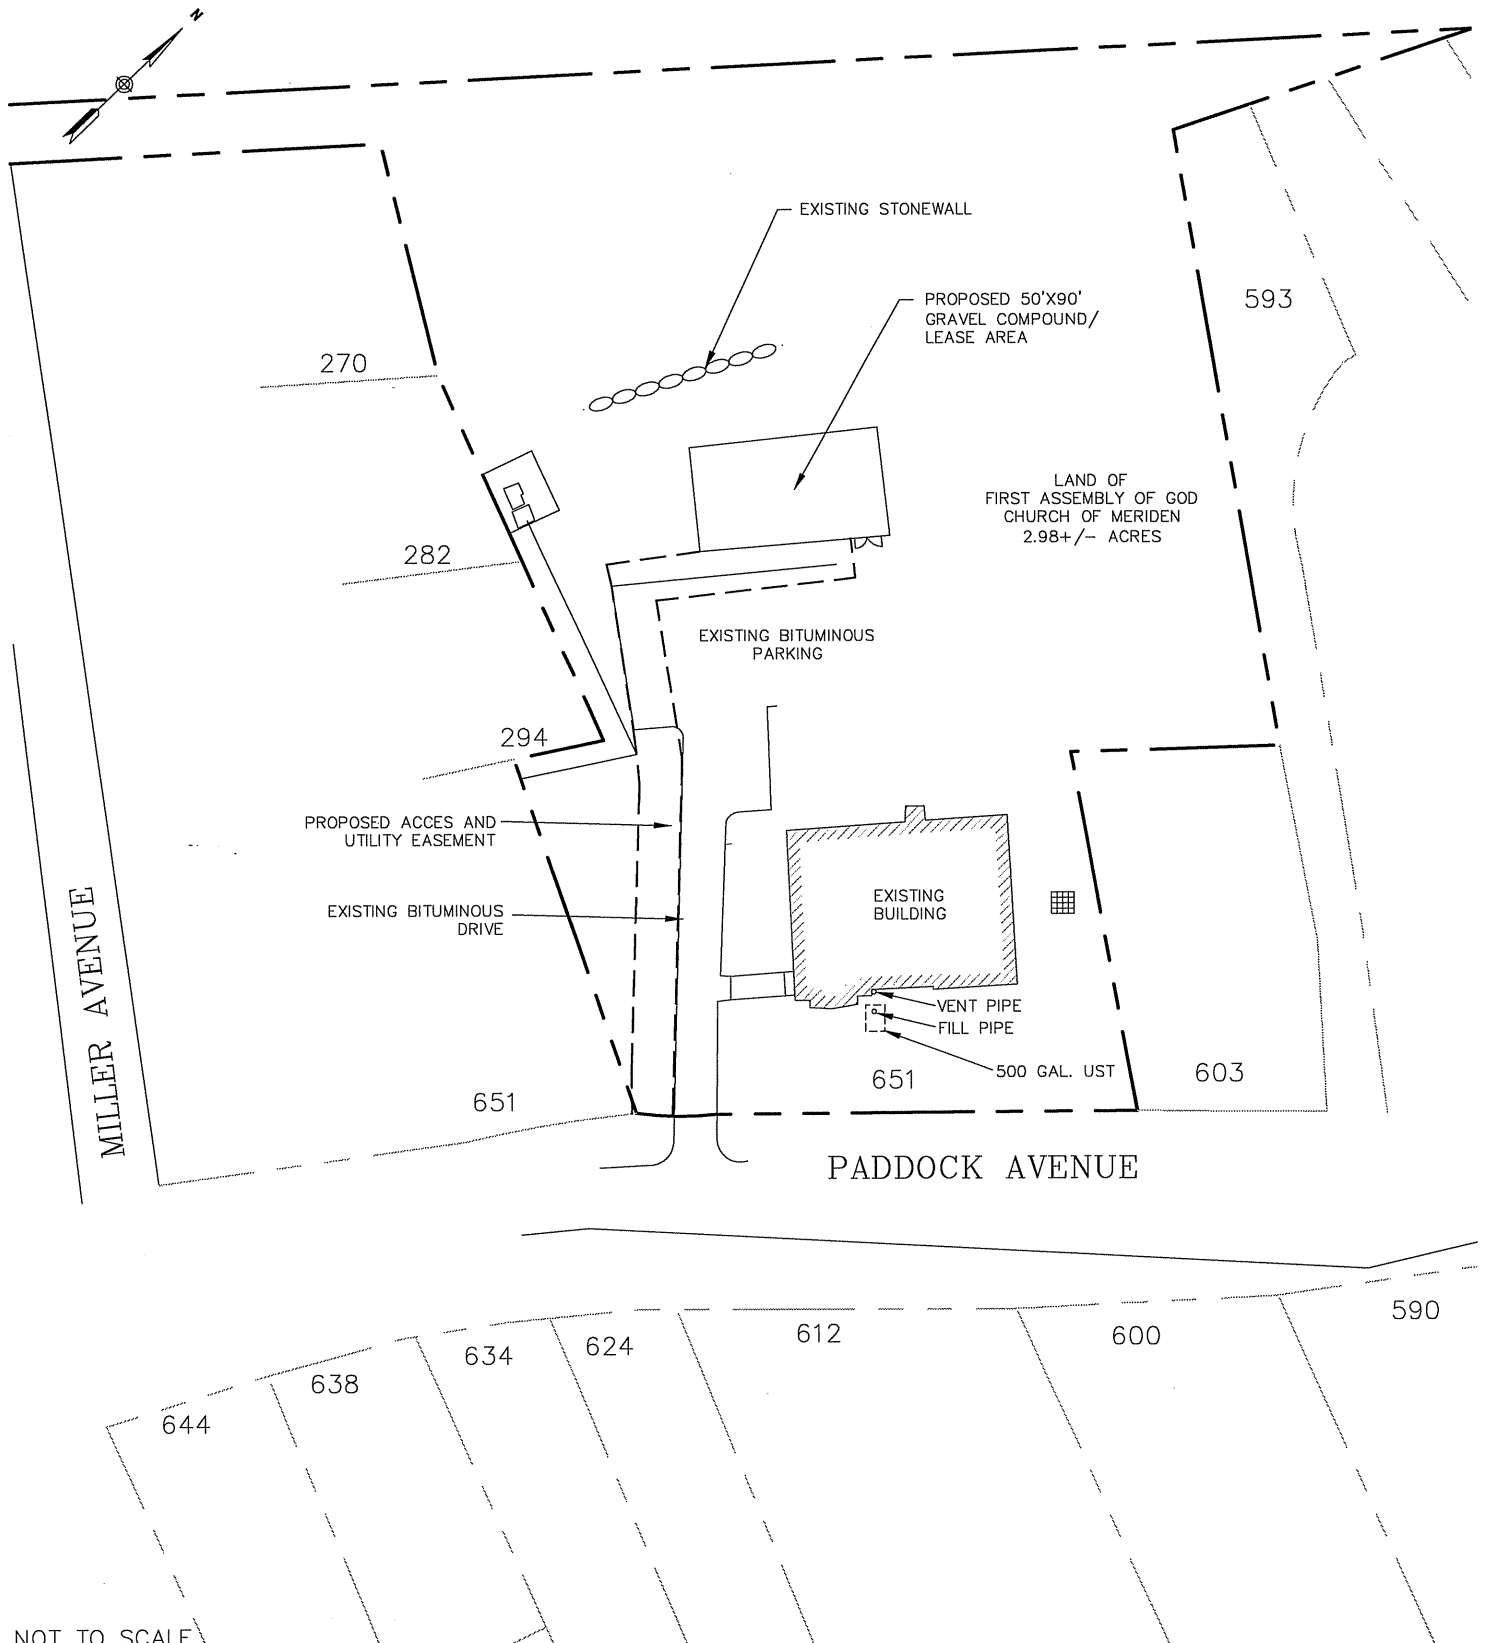 N
EXISTING STONEWALL
PROPOSED 50'X90'
GRAVEL COMPOUND/
LEASE AREA
593
270
LAND OF
FIRST ASSEMBLY OF GOD
CHURCH OF MERIDEN
2.98+/- ACRES
282
EXISTING BITUMINOUS
PARKING
294
PROPOSED ACCES AND
UTILITY EASEMENT
EXISTING BITUMINOUS
DRIVE
EXISTING
BUILDING
MILLER AVENUE
VENT PIPE
FILL PIPE
500 GAL. UST
651
651
603
PADDOCK AVENUE
590
600
612
624
634
638
644
NOT TO SCALE